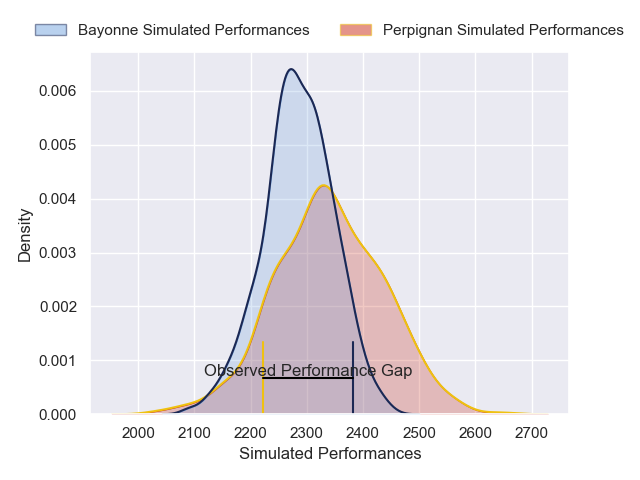 Bayonne Simulated Performances
Perpignan Simulated Performances
0.006
0.005
0.004
0.003
0.002
0.001
0.000
Density
Observed Performance Gap
2000 2100 2200 2300 2400 2500 2600 2700
Simulated Performances